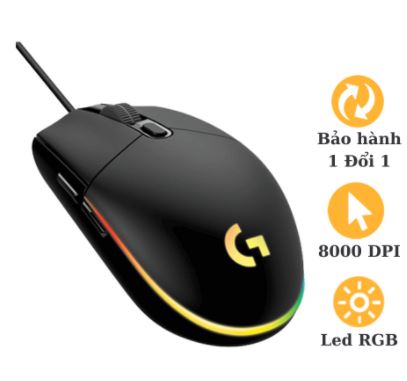 Bảo hành
1 Đổi 1
8000 DPI
Led RGB